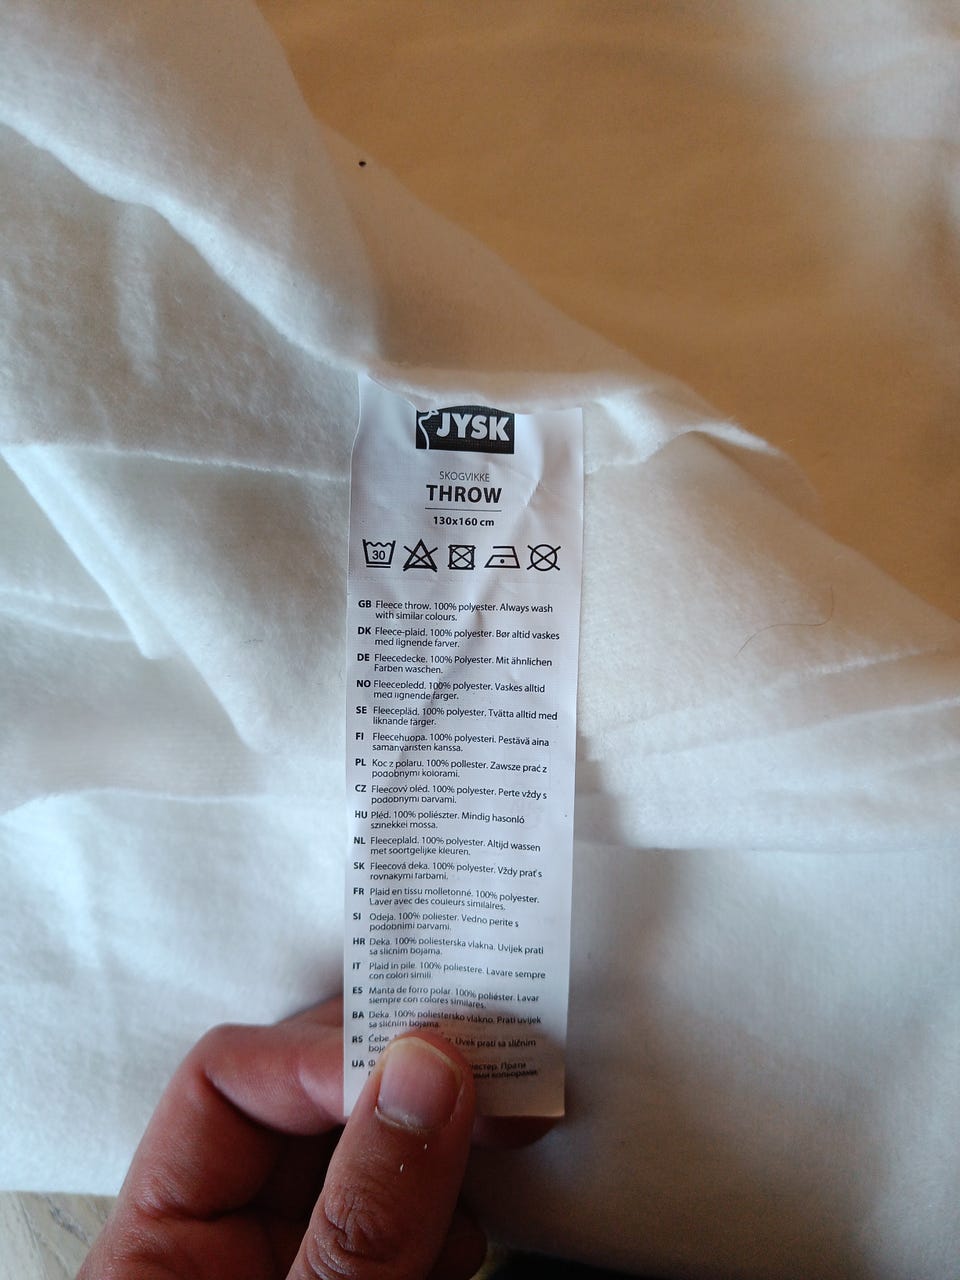 JYSK
SKOGVIKKE
THROW
130x160 cm
30
GB Fleece throw. 100% polyester. Always wash
with similar colours.
DK Fleece-plaid. 100% polyester. Bør altid vaskes
med lignende farver.
DE Fleecedecke. 100% Polyester. Mit ähnlichen
Farben waschen.
NO Fleecepledd. 100% polyester. Vaskes alltid
med lignende farger.
SE Fleecepläd. 100% polyester. Tvätta alltid med
liknande färger.
FI Fleecehuopa. 100% polyesteri. Pestävä aina
samanväristen kanssa.
PL Koc z polaru. 100% poliester. Zawsze prać z
podobnymi kolorami.
CZ Fleecový pléd. 100% polyester. Perte vždy s
podobnými barvami.
HU Pléd. 100% poliészter. Mindig hasonló
színekkel mossa.
NL Fleeceplaid. 100% polyester. Altijd wassen
met soortgelijke kleuren.
SK Fleecová deka. 100% polyester. Vždy prať s
rovnakými farbami.
FR Plaid en tissu molletonné. 100% polyester.
Laver avec des couleurs similaires.
SI Odeja. 100% poliester. Vedno perite s
podobnimi barvami.
HR Deka. 100% poliesterska vlakna. Uvijek prati
sa sličnim bojama.
IT Plaid in pile. 100% poliestere. Lavare sempre
con colori simili.
ES Manta de forro polar. 100% poliéster. Lavar
siempre con colores similares.
BA Deka. 100% poliestersko vlakno. Prati uvijek
sa sličnim bojama.
RS Ćebe. Uvek prati sa sličnim
UA Прати
кольорами.